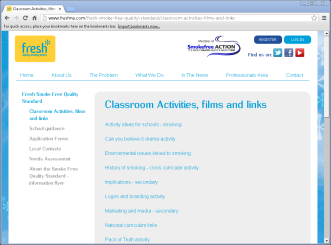 Classroom Activities, films
www.freshne.com/fresh-smoke-free-quality-standard/classroom-activities-films-and-links
For quick access, place your bookmarks here on the bookmarks bar. Import bookmarks now...
fresh
Member of
Smokefree ACTION
REGISTER
LOG IN
Find us on:
Home
About Us
The Problem
What We Do
In The News
Professionals Area
Contact
Fresh Smoke Free Quality
Standard
Classroom Activities, films
and links
School guidance
Application Forms
Local Contacts
Needs Assessment
About the Smoke Free
Quality Standard -
information flyer
Classroom Activities, films and links
Activity ideas for schools - smoking
Can you believe it drama activity
Environmental issues linked to smoking
History of smoking - cross curricular activity
Implications - secondary
Logos and branding activity
Marketing and media - secondary
National curriculum links
Pack of Truth activity